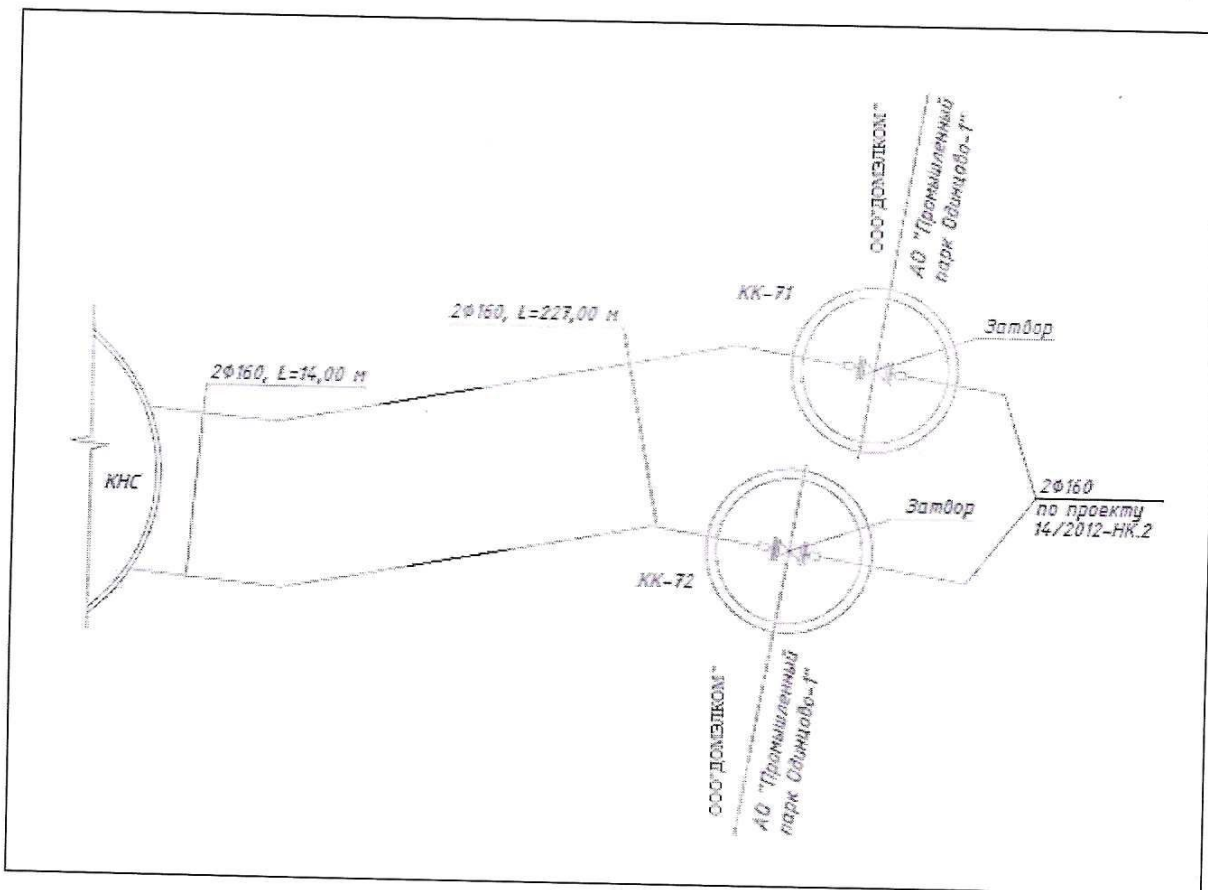 ООО"ДОМЭЛКОМ"
АО "Промышленный
парк Одинцово-1"
КК-71
2Ф160, L=227,00 м
Затвор
2Ф160, L=14,00 м
КНС
2Ф160
по проекту
14/2012-НК.2
Затвор
КК-72
ООО"ДОМЭЛКОМ"
АО "Промышленный
парк Одинцово-1"